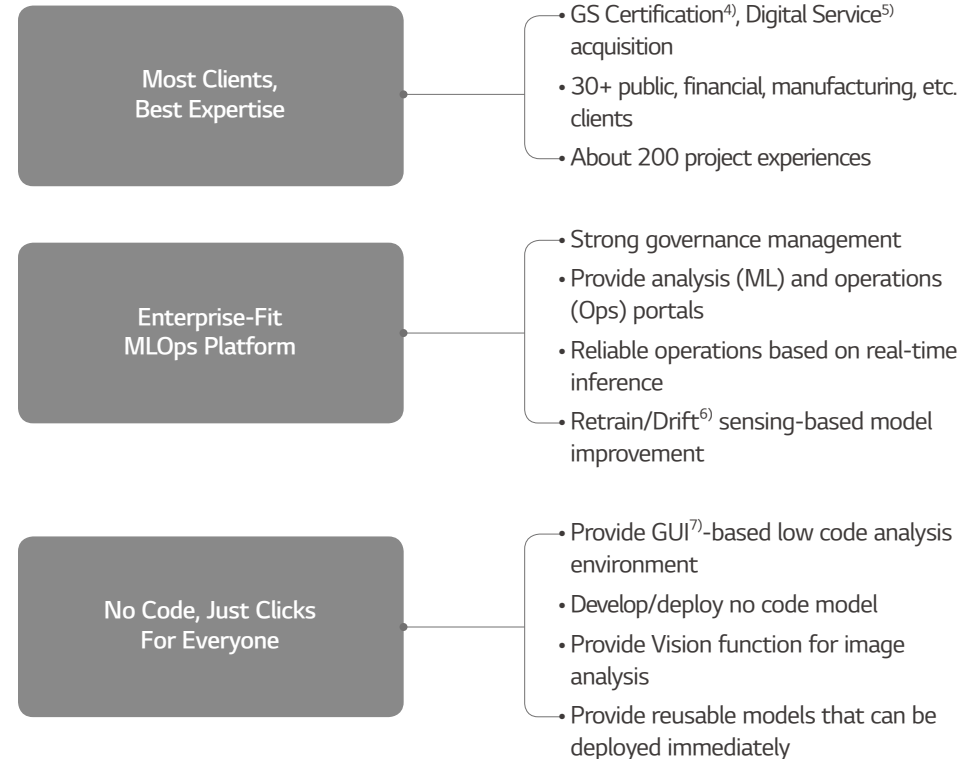 Most Clients,
Best Expertise
• GS Certification4), Digital Service5)
acquisition
• 30+ public, financial, manufacturing, etc.
clients
• About 200 project experiences
Enterprise-Fit
MLOps Platform
• Strong governance management
• Provide analysis (ML) and operations
(Ops) portals
• Reliable operations based on real-time
inference
• Retrain/Drift6) sensing-based model
improvement
No Code, Just Clicks
For Everyone
• Provide GUI7)-based low code analysis
environment
• Develop/deploy no code model
• Provide Vision function for image
analysis
• Provide reusable models that can be
deployed immediately